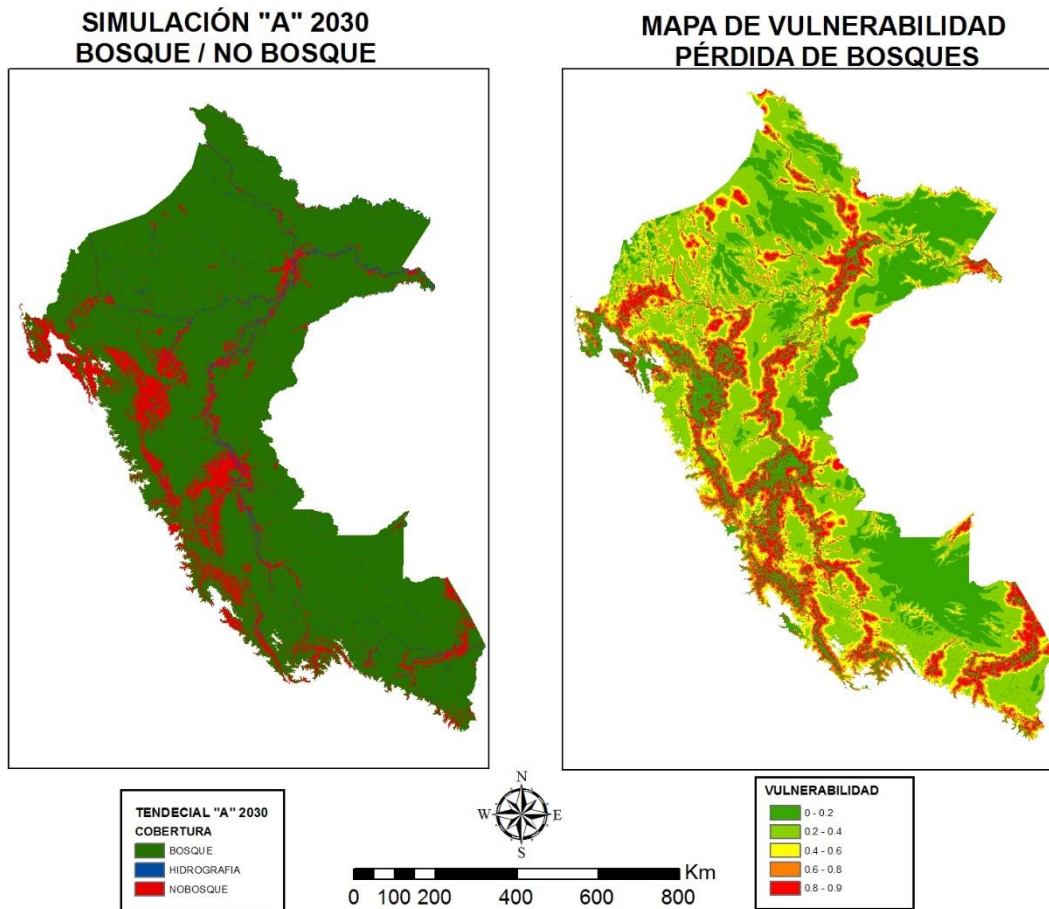 SIMULACIÓN "A" 2030
BOSQUE / NO BOSQUE
MAPA DE VULNERABILIDAD
PÉRDIDA DE BOSQUES
TENDECIAL "A" 2030
COBERTURA
BOSQUE
HIDROGRAFIA
NOBOSQUE
N
W
E
S
Km
0 100 200 400 600 800
VULNERABILIDAD
0 - 0.2
0.2 - 0.4
0.4 - 0.6
0.6 - 0.8
0.8 - 0.9